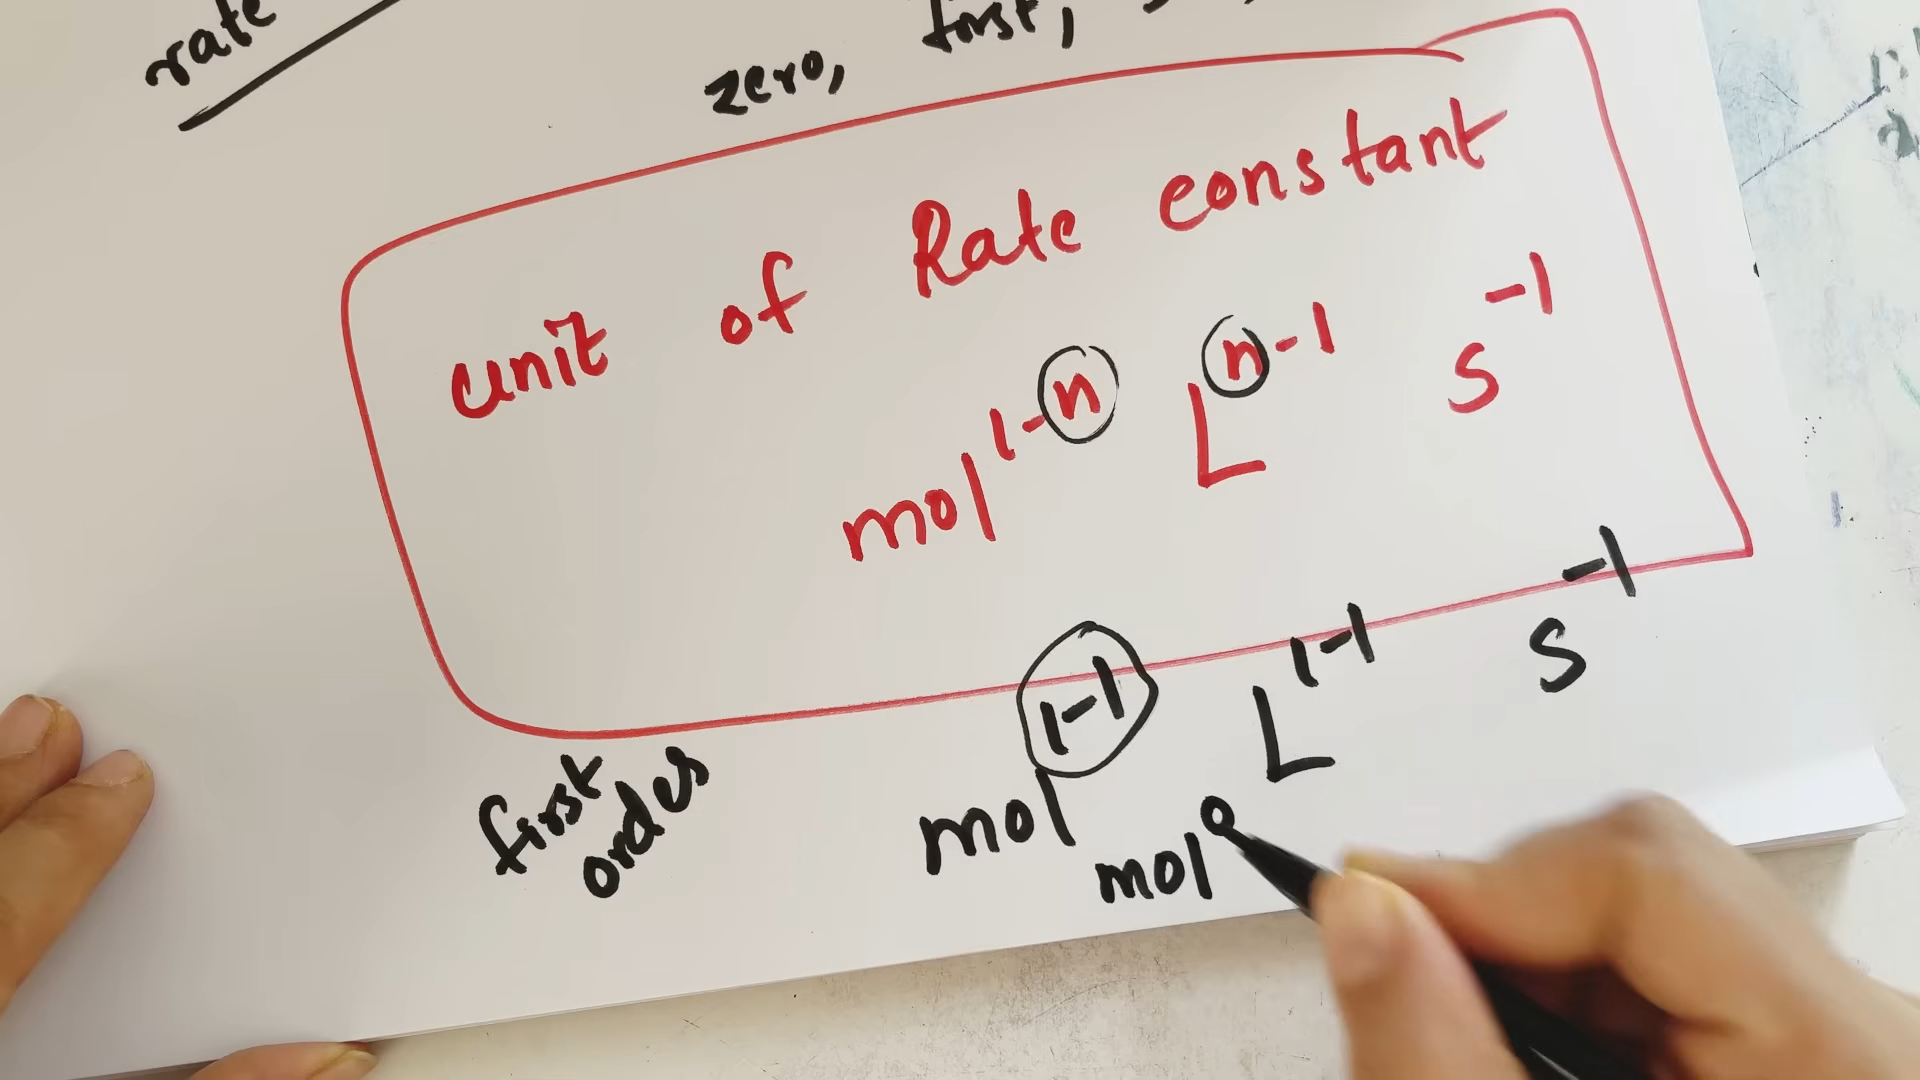 rate
zero, first,
unit of Rate constant
mol¹⁻ⁿ Lⁿ⁻¹ s⁻¹
first order
mol¹⁻¹ L¹⁻¹ s⁻¹
mol⁰